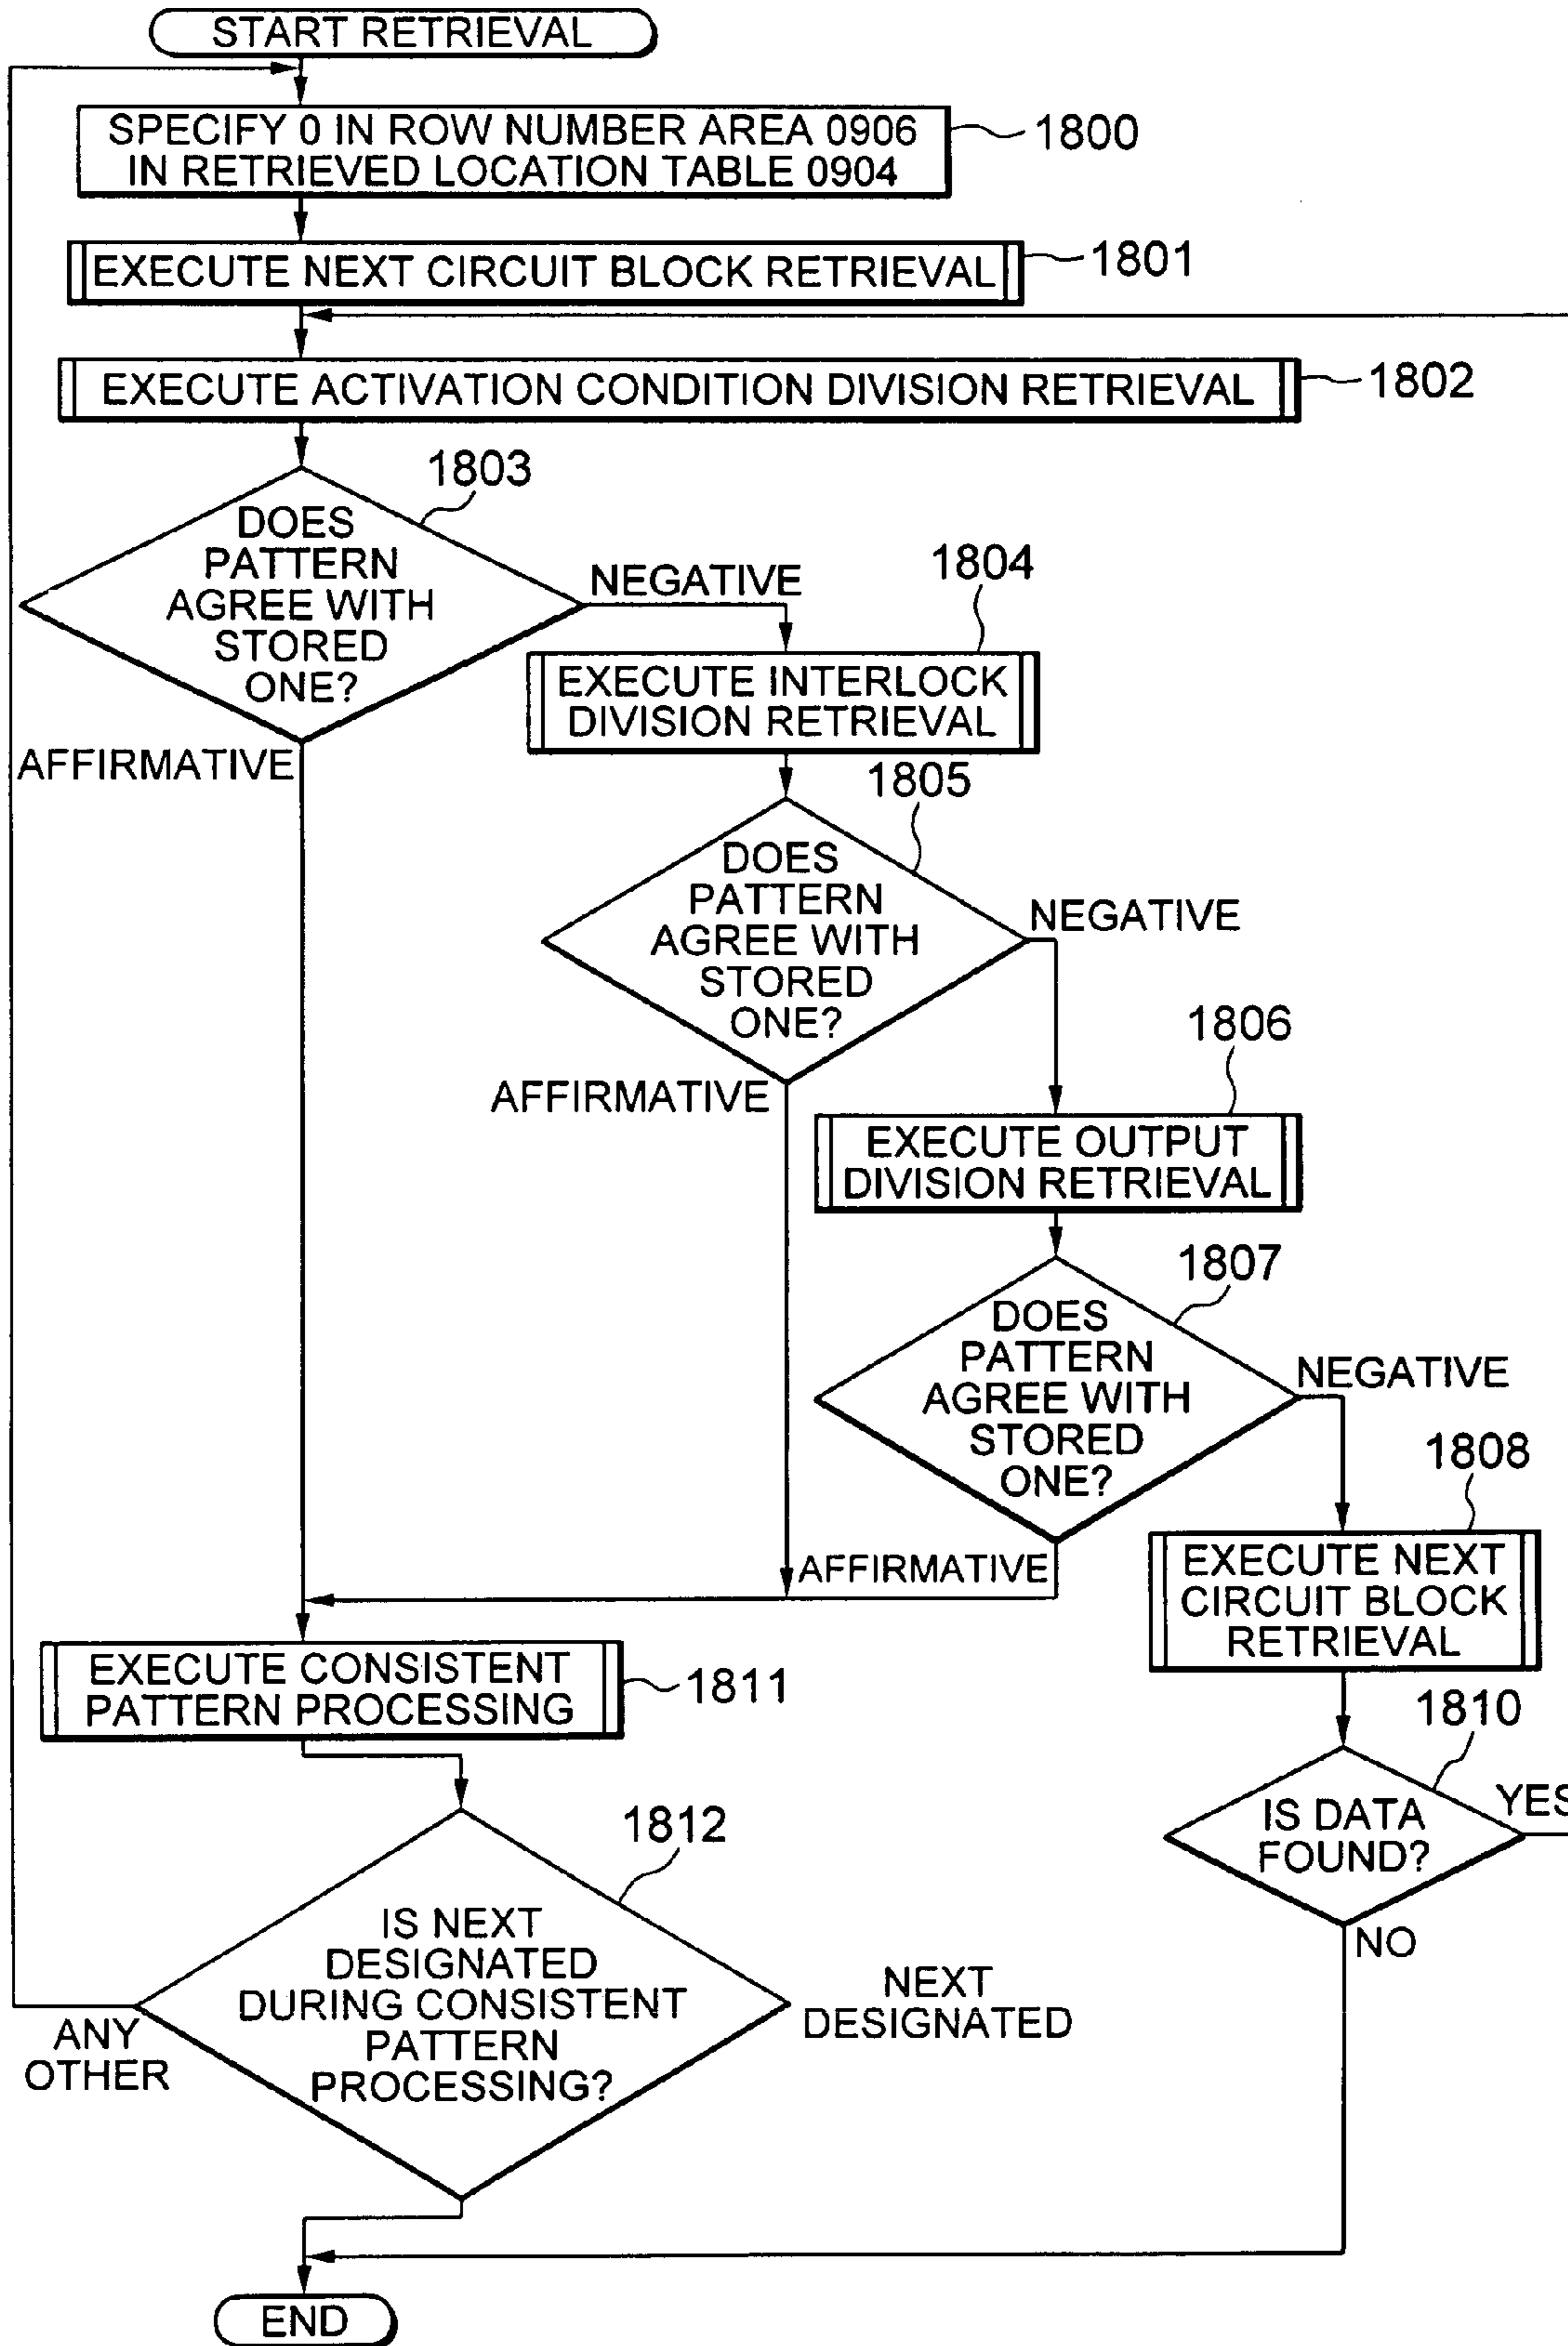 START RETRIEVAL
SPECIFY 0 IN ROW NUMBER AREA 0906
IN RETRIEVED LOCATION TABLE 0904
1800
EXECUTE NEXT CIRCUIT BLOCK RETRIEVAL
1801
EXECUTE ACTIVATION CONDITION DIVISION RETRIEVAL
1802
1803
DOES
PATTERN
AGREE WITH
STORED
ONE?
NEGATIVE
AFFIRMATIVE
1804
EXECUTE INTERLOCK
DIVISION RETRIEVAL
1805
DOES
PATTERN
AGREE WITH
STORED
ONE?
NEGATIVE
AFFIRMATIVE
1806
EXECUTE OUTPUT
DIVISION RETRIEVAL
1807
DOES
PATTERN
AGREE WITH
STORED
ONE?
NEGATIVE
AFFIRMATIVE
1808
EXECUTE NEXT
CIRCUIT BLOCK
RETRIEVAL
1810
IS DATA
FOUND?
YES
NO
EXECUTE CONSISTENT
PATTERN PROCESSING
1811
1812
IS NEXT
DESIGNATED
DURING CONSISTENT
PATTERN
PROCESSING?
ANY
OTHER
NEXT
DESIGNATED
END